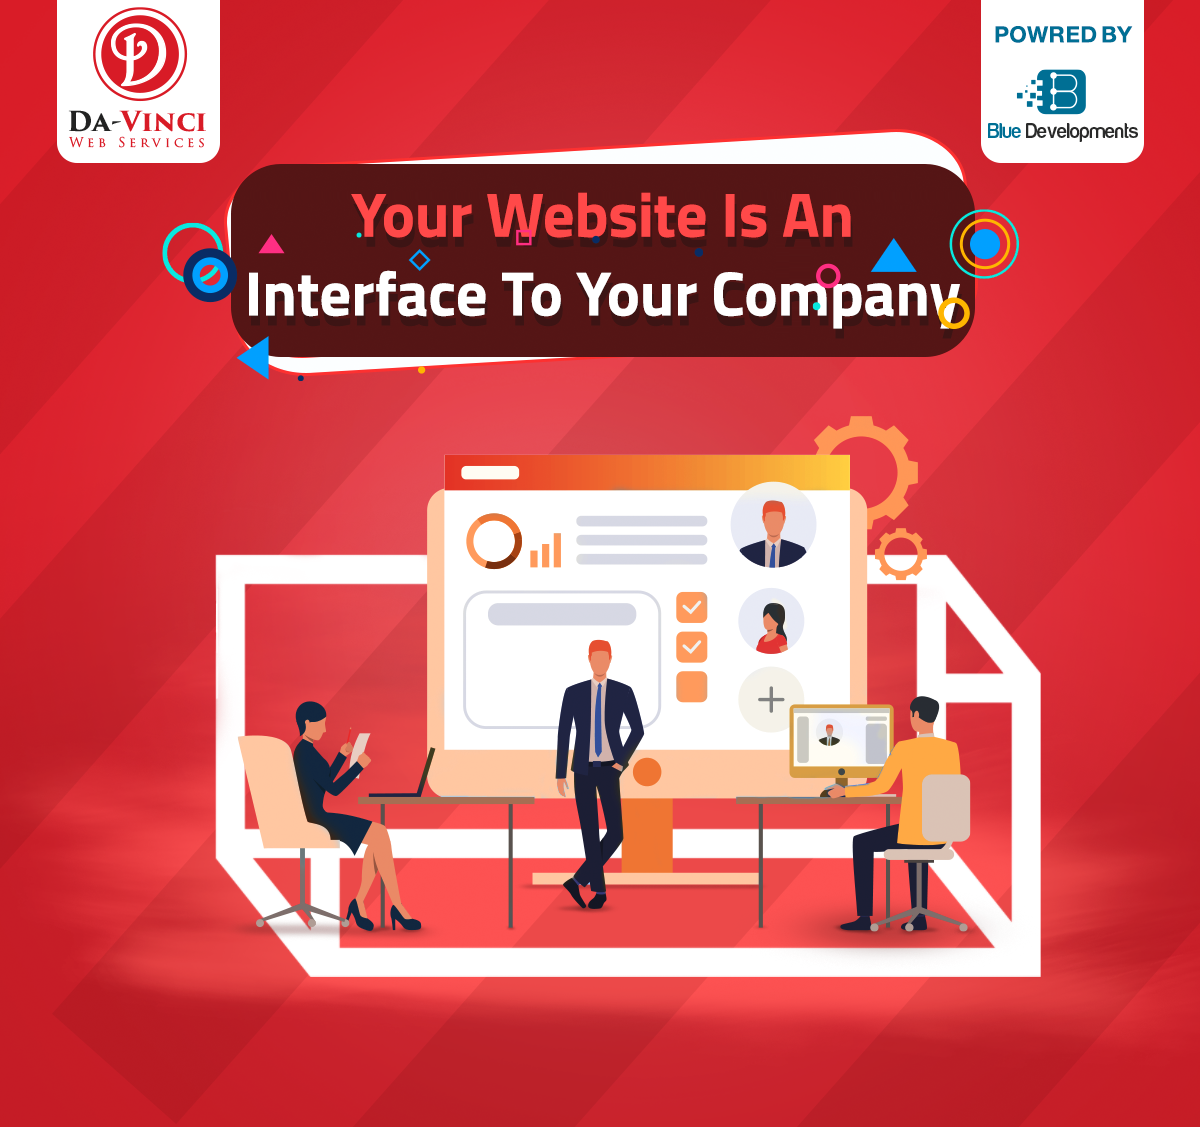 DA-VINCI
WEB SERVICES
POWRED BY
Blue Developments
Your Website Is An
Interface To Your Company